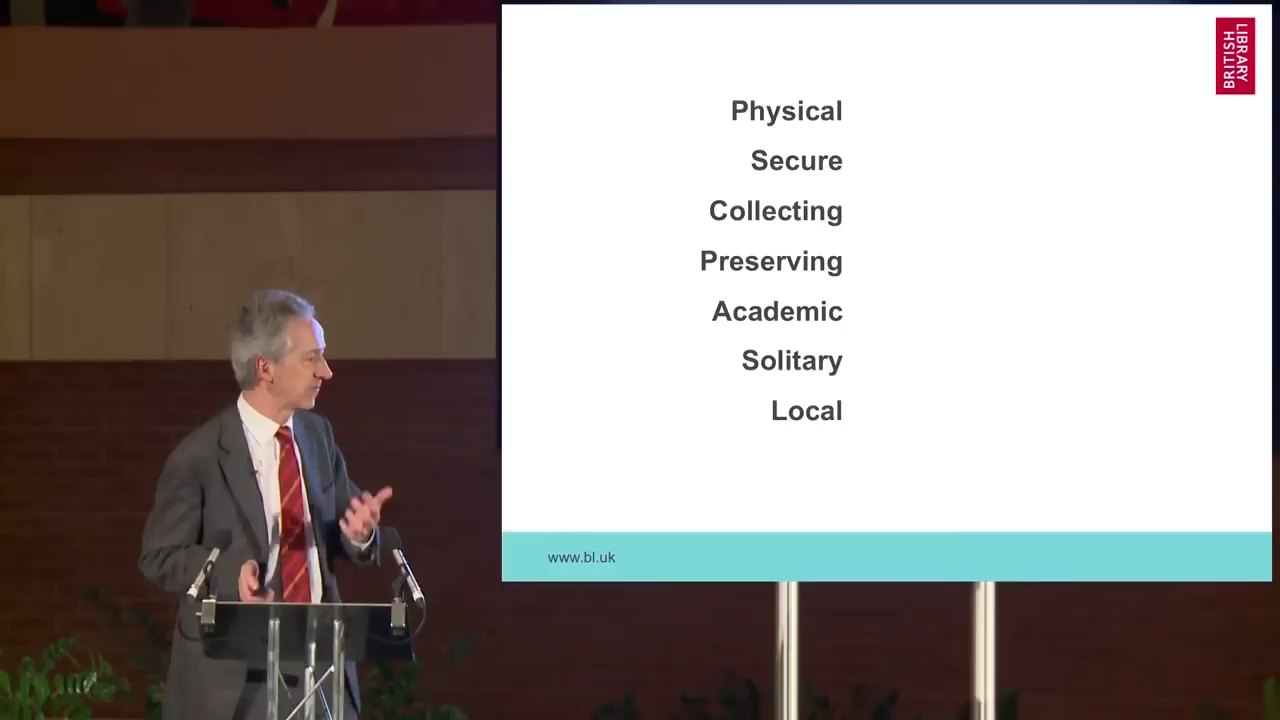 BRITISH
LIBRARY
Physical
Secure
Collecting
Preserving
Academic
Solitary
Local
www.bl.uk